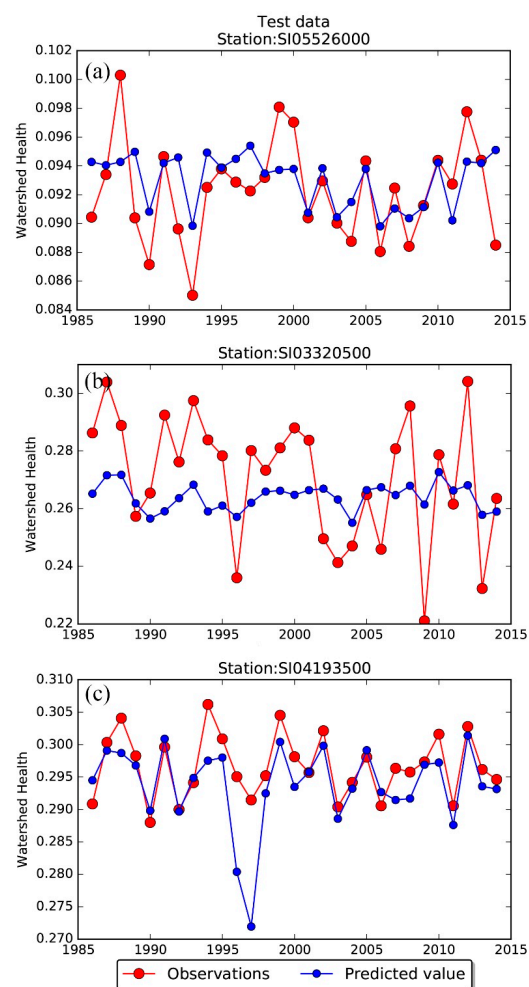 Test data
Station:SI05526000
(a)
0.102
0.100
0.098
0.096
0.094
0.092
0.090
0.088
0.086
0.084
Watershed Health
1985 1990 1995 2000 2005 2010 2015
Station:SI03320500
(b)
0.30
0.28
0.26
0.24
0.22
Watershed Health
1985 1990 1995 2000 2005 2010 2015
Station:SI04193500
(c)
0.310
0.305
0.300
0.295
0.290
0.285
0.280
0.275
0.270
Watershed Health
1985 1990 1995 2000 2005 2010 2015
Observations Predicted value